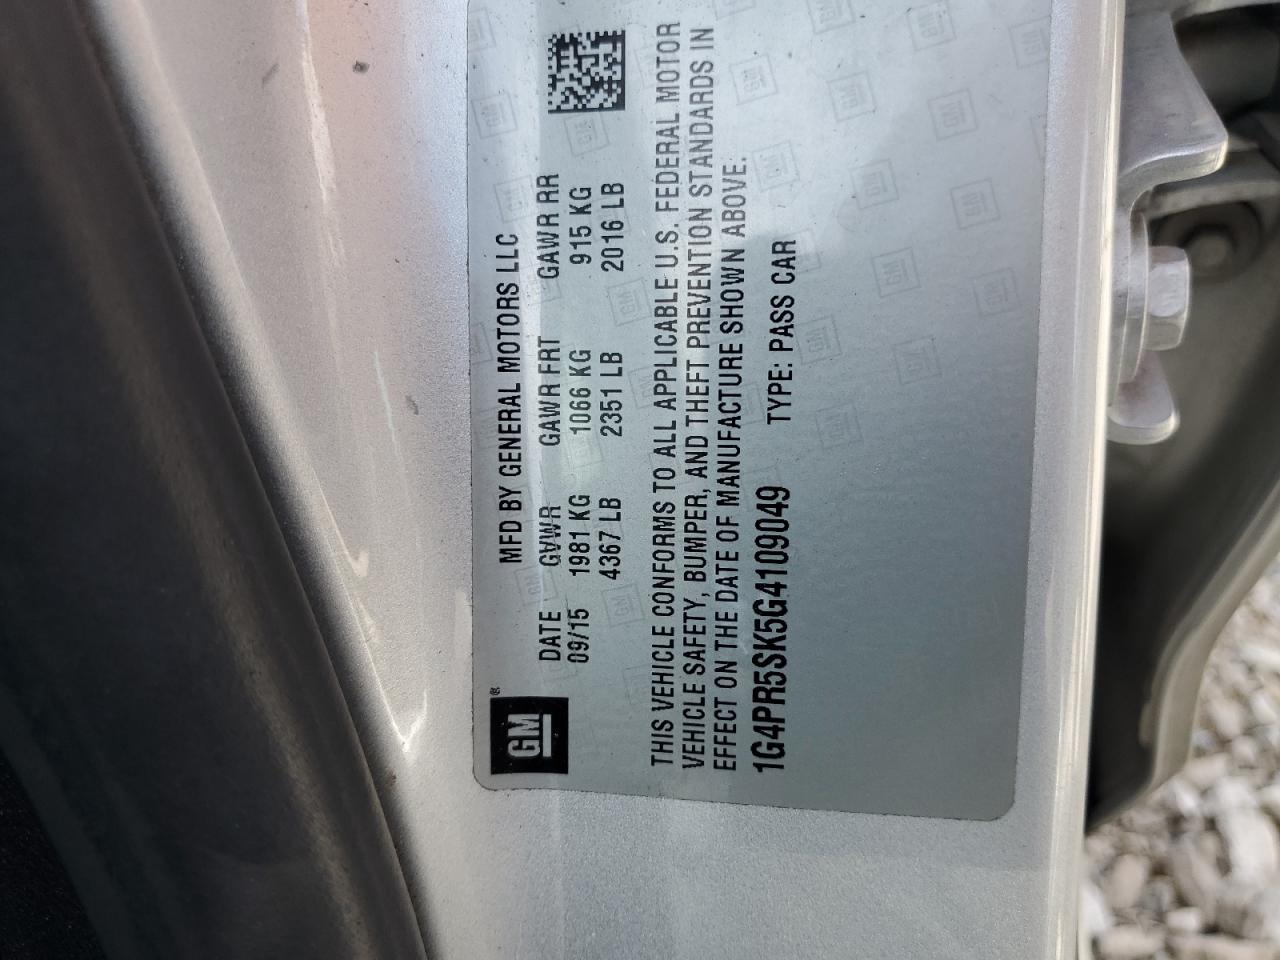 GM®
MFD BY GENERAL MOTORS LLC
DATE GVWR GAWR FRT GAWR RR
09/15 1981 KG 1066 KG 915 KG
4367 LB 2351 LB 2016 LB
THIS VEHICLE CONFORMS TO ALL APPLICABLE U.S. FEDERAL MOTOR
VEHICLE SAFETY, BUMPER, AND THEFT PREVENTION STANDARDS IN
EFFECT ON THE DATE OF MANUFACTURE SHOWN ABOVE.
1G4PR5SK5G4109049 TYPE: PASS CAR